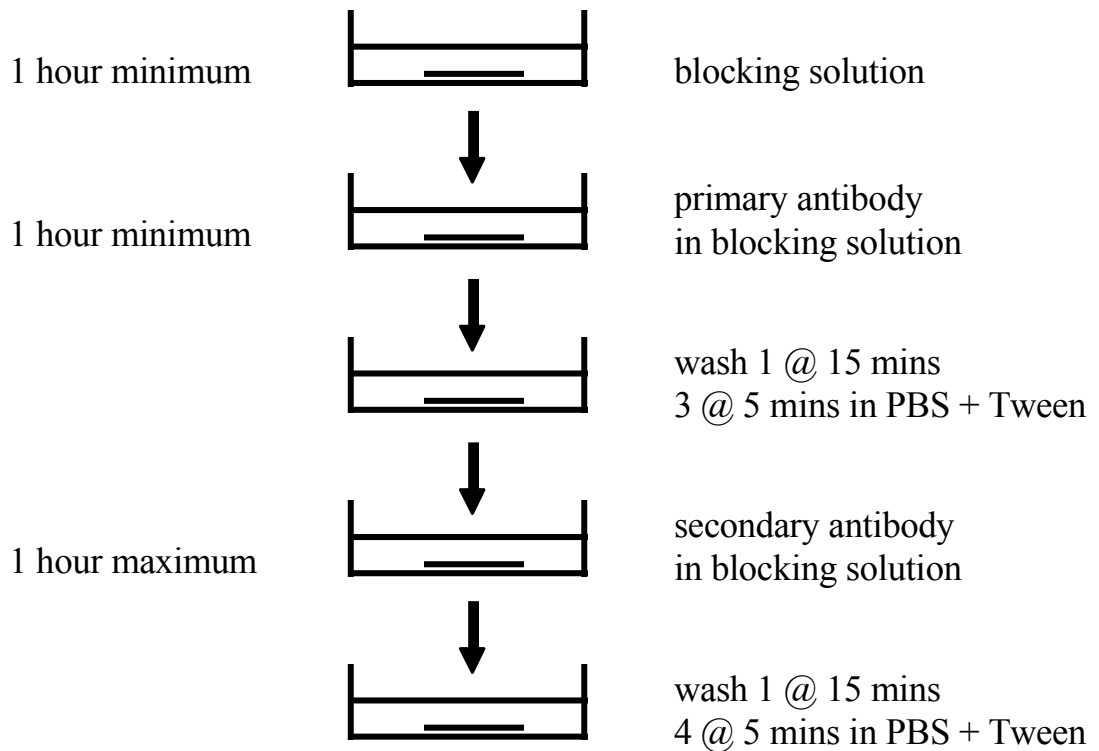 1 hour minimum
blocking solution
1 hour minimum
primary antibody
in blocking solution
wash 1 @ 15 mins
3 @ 5 mins in PBS + Tween
1 hour maximum
secondary antibody
in blocking solution
wash 1 @ 15 mins
4 @ 5 mins in PBS + Tween